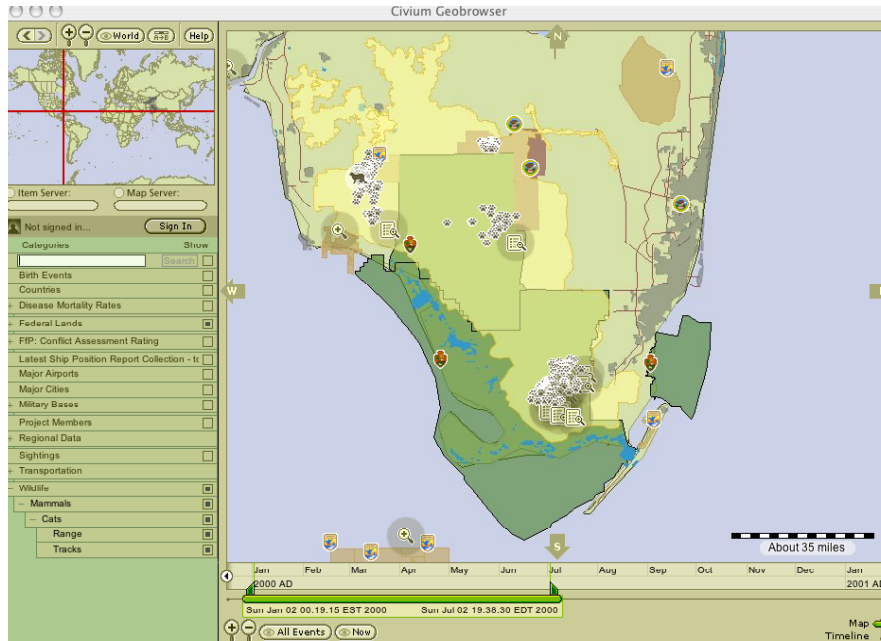 Civium Geobrowser
World
Help
N
Item Server:
Map Server:
Not signed in...
Sign In
Categories
Show
Search
Birth Events
Countries
+ Disease Mortality Rates
+ Federal Lands
+ FfP: Conflict Assessment Rating
Latest Ship Position Report Collection - to
Major Airports
Major Cities
+ Military Bases
Project Members
+ Regional Data
Sightings
+ Transportation
– Wildlife
– Mammals
– Cats
Range
Tracks
W
S
About 35 miles
Jan Feb Mar Apr May Jun Jul Aug Sep Oct Nov Dec Jan
2000 AD
2001 AD
Sun Jan 02 00.19.15 EST 2000
Sun Jul 02 19.38.30 EDT 2000
All Events
Now
Map
Timeline